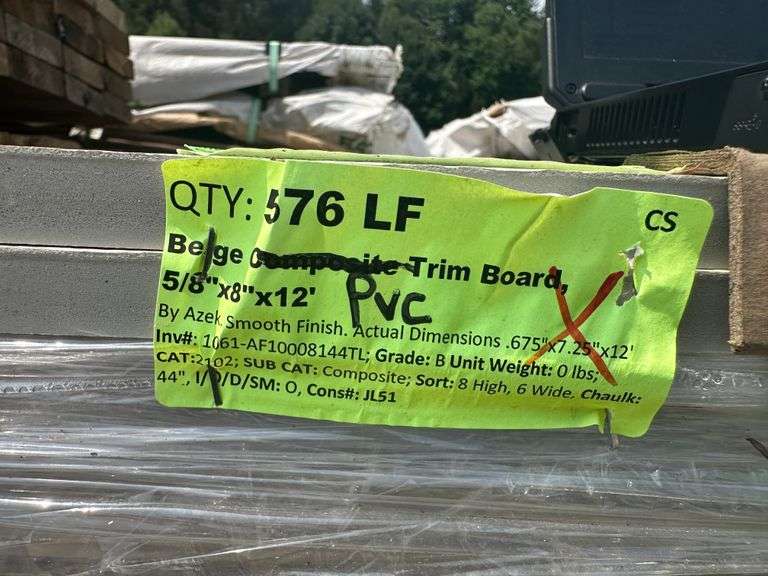 QTY: 576 LF
CS
Beige Composite Trim Board,
PVC
5/8"x8"x12'
By Azek Smooth Finish. Actual Dimensions .675"x7.25"x12'
Inv#: 1061-AF10008144TL; Grade: B Unit Weight: 0 lbs;
CAT:2102; SUB CAT: Composite; Sort: 8 High, 6 Wide, Chaulk:
44", I/O/D/SM: O, Cons#: JL51